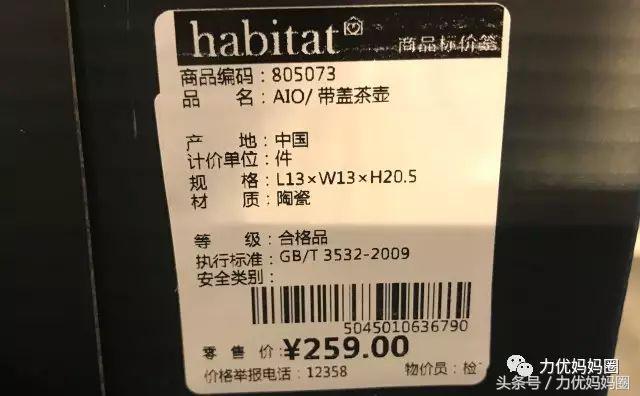 habitat 商品标价签
商品编码:805073
品 名:AIO/带盖茶壶
产 地:中国
计价单位:件
规 格:L13×W13×H20.5
材 质:陶瓷
等 级:合格品
执行标准:GB/T 3532-2009
安全类别:
5045010636790
零售价:¥259.00
价格举报电话:12358 物价员:检
力优妈妈圈
头条号/力优妈妈圈